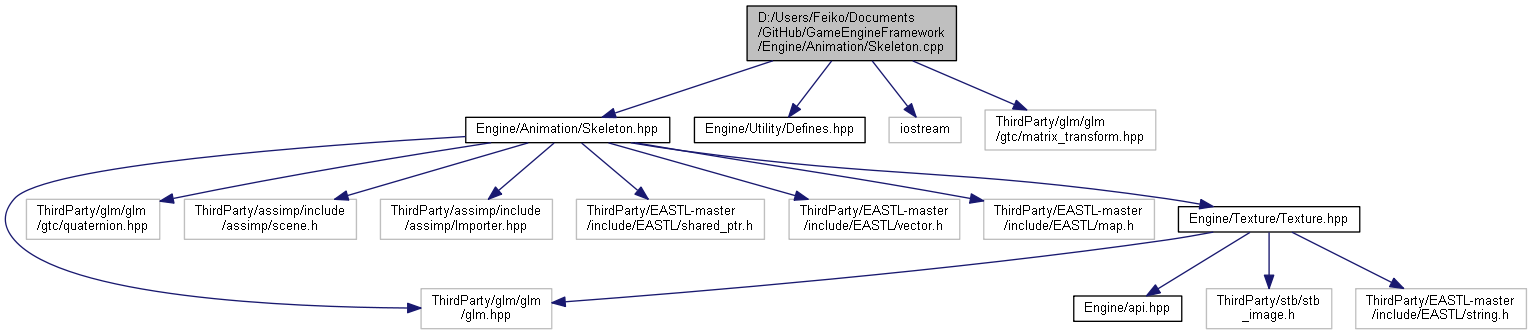 D:/Users/Feiko/Documents
/GitHub/GameEngineFramework
/Engine/Animation/Skeleton.cpp
Engine/Animation/Skeleton.hpp
Engine/Utility/Defines.hpp
iostream
ThirdParty/glm/glm
/gtc/matrix_transform.hpp
ThirdParty/glm/glm
/gtc/quaternion.hpp
ThirdParty/assimp/include
/assimp/scene.h
ThirdParty/assimp/include
/assimp/Importer.hpp
ThirdParty/EASTL-master
/include/EASTL/shared_ptr.h
ThirdParty/EASTL-master
/include/EASTL/vector.h
ThirdParty/EASTL-master
/include/EASTL/map.h
Engine/Texture/Texture.hpp
ThirdParty/glm/glm
/glm.hpp
Engine/api.hpp
ThirdParty/stb/stb
_image.h
ThirdParty/EASTL-master
/include/EASTL/string.h